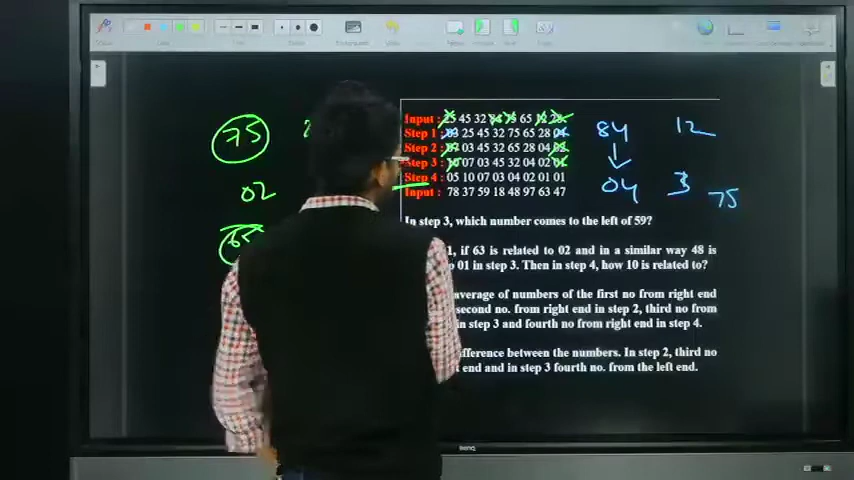 Input : 25 45 32 84 75 65 12 28
Step 1 : 03 25 45 32 75 65 28 04
Step 2 : 07 03 45 32 65 28 04 02
Step 3 : 10 07 03 45 32 04 02 01
Step 4 : 05 10 07 03 04 02 01 01
Input : 78 37 59 18 48 97 63 47
In step 3, which number comes to the left of 59?
1, if 63 is related to 02 and in a similar way 48 is
p 01 in step 3. Then in step 4, how 10 is related to?
average of numbers of the first no from right end
second no. from right end in step 2, third no from
in step 3 and fourth no from right end in step 4.
ifference between the numbers. In step 2, third no
end and in step 3 fourth no. from the left end.
75
02
65
84 12
04 3 75